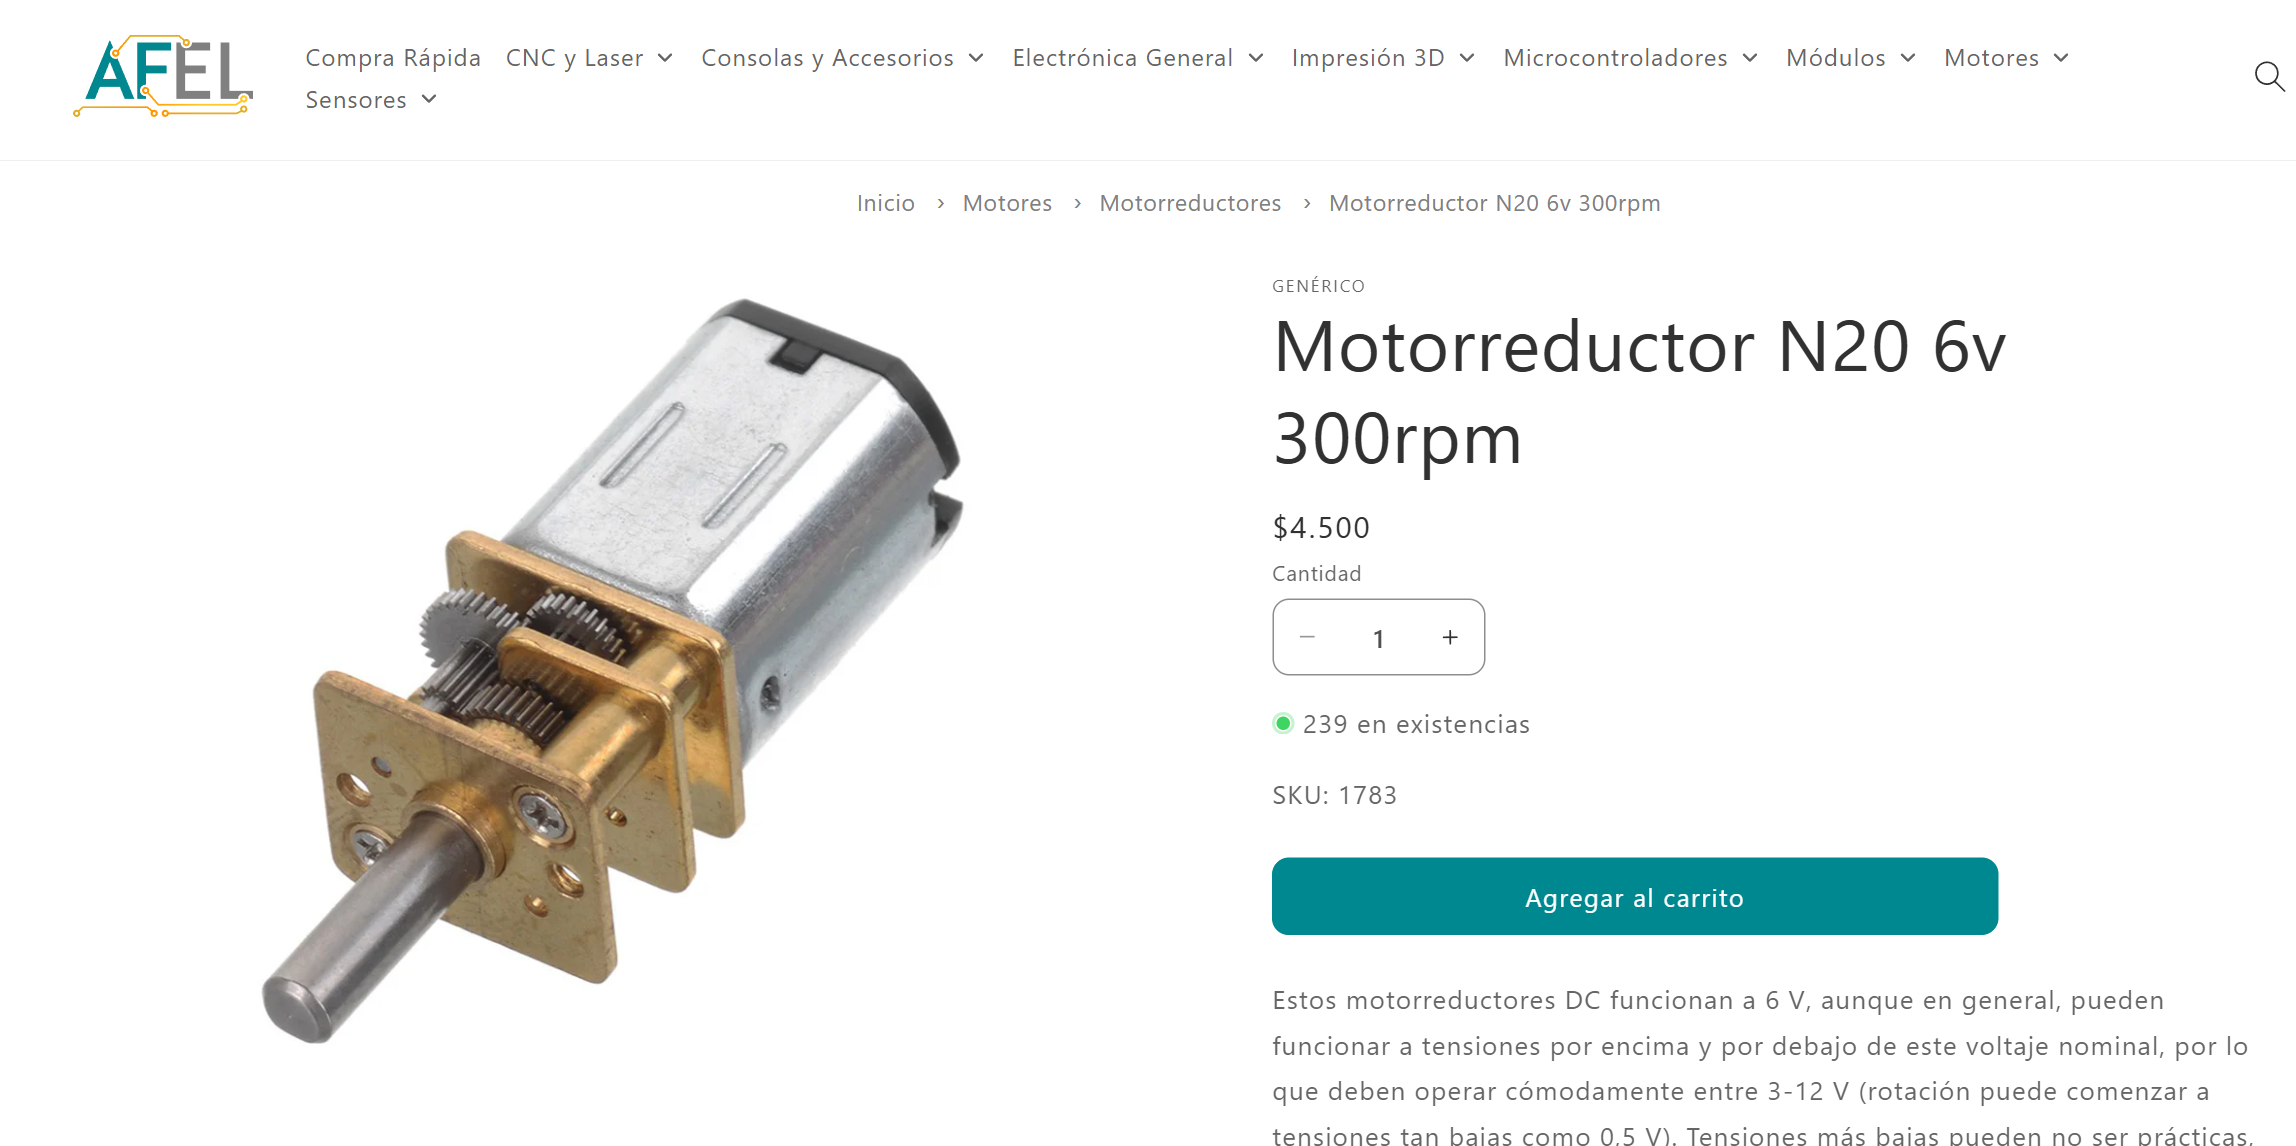 AFEL
Compra Rápida CNC y Laser Consolas y Accesorios Electrónica General Impresión 3D Microcontroladores Módulos Motores
Sensores
Inicio › Motores › Motorreductores › Motorreductor N20 6v 300rpm
GENÉRICO
Motorreductor N20 6v
300rpm
$4.500
Cantidad
− 1 +
239 en existencias
SKU: 1783
Agregar al carrito
Estos motorreductores DC funcionan a 6 V, aunque en general, pueden
funcionar a tensiones por encima y por debajo de este voltaje nominal, por lo
que deben operar cómodamente entre 3-12 V (rotación puede comenzar a
tensiones tan bajas como 0,5 V). Tensiones más bajas pueden no ser prácticas,